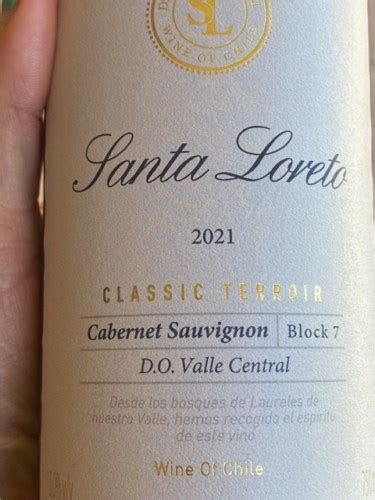 SL
WINE OF CHILE
Santa Loreto
2021
CLASSIC TERROIR
Cabernet Sauvignon | Block 7
D.O. Valle Central
Desde los bosques de Laureles de
nuestro Valle, hemos recogido el espíritu
de este vino
Wine Of Chile